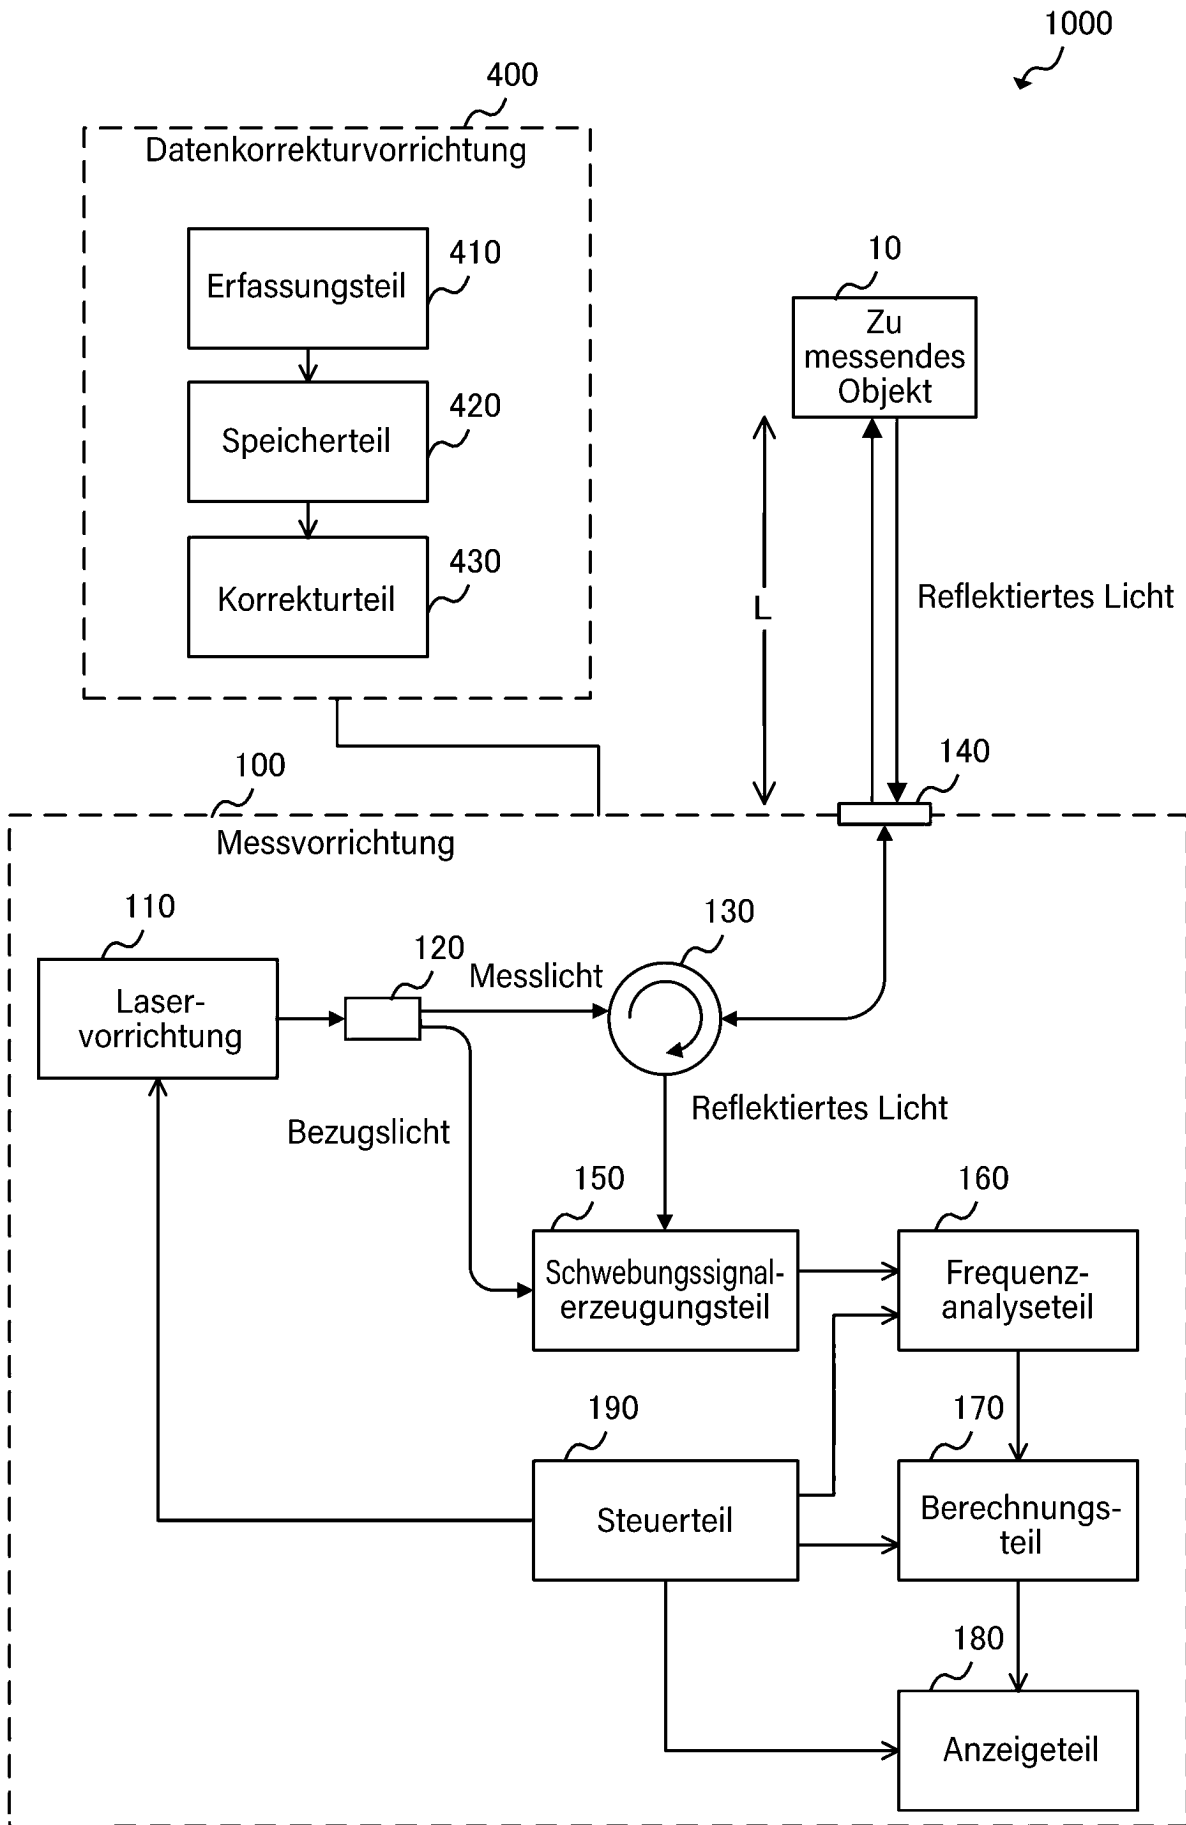 1000
400
Datenkorrekturvorrichtung
410
Erfassungsteil
420
Speicherteil
430
Korrekturteil
10
Zu
messendes
Objekt
L
Reflektiertes Licht
140
100
Messvorrichtung
110
Laser-
vorrichtung
120
Messlicht
130
Bezugslicht
Reflektiertes Licht
150
Schwebungssignal-
erzeugungsteil
160
Frequenz-
analyseteil
190
Steuerteil
170
Berechnungs-
teil
180
Anzeigeteil